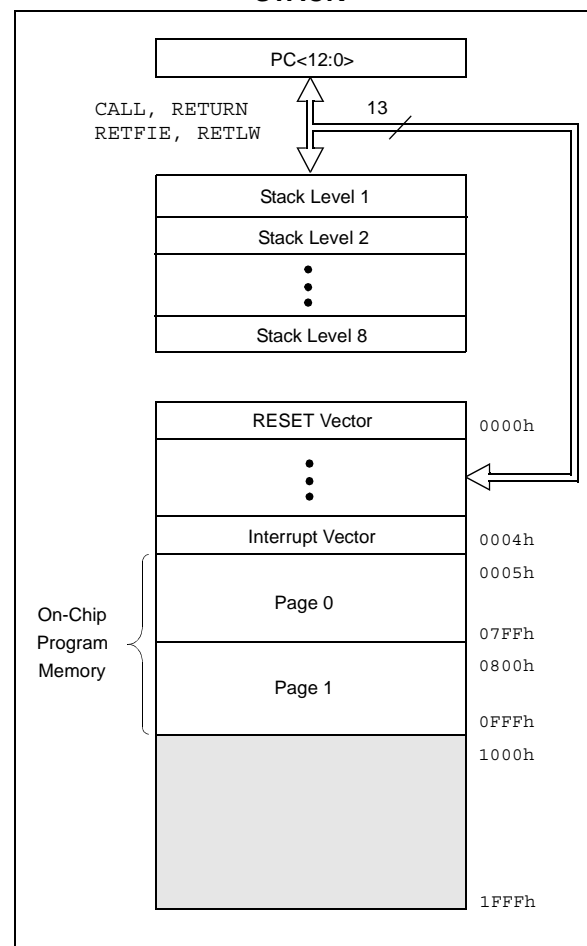 STACK
PC<12:0>
CALL, RETURN
RETFIE, RETLW
13
Stack Level 1
Stack Level 2
Stack Level 8
RESET Vector
0000h
Interrupt Vector
0004h
0005h
On-Chip
Program
Memory
Page 0
07FFh
0800h
Page 1
0FFFh
1000h
1FFFh